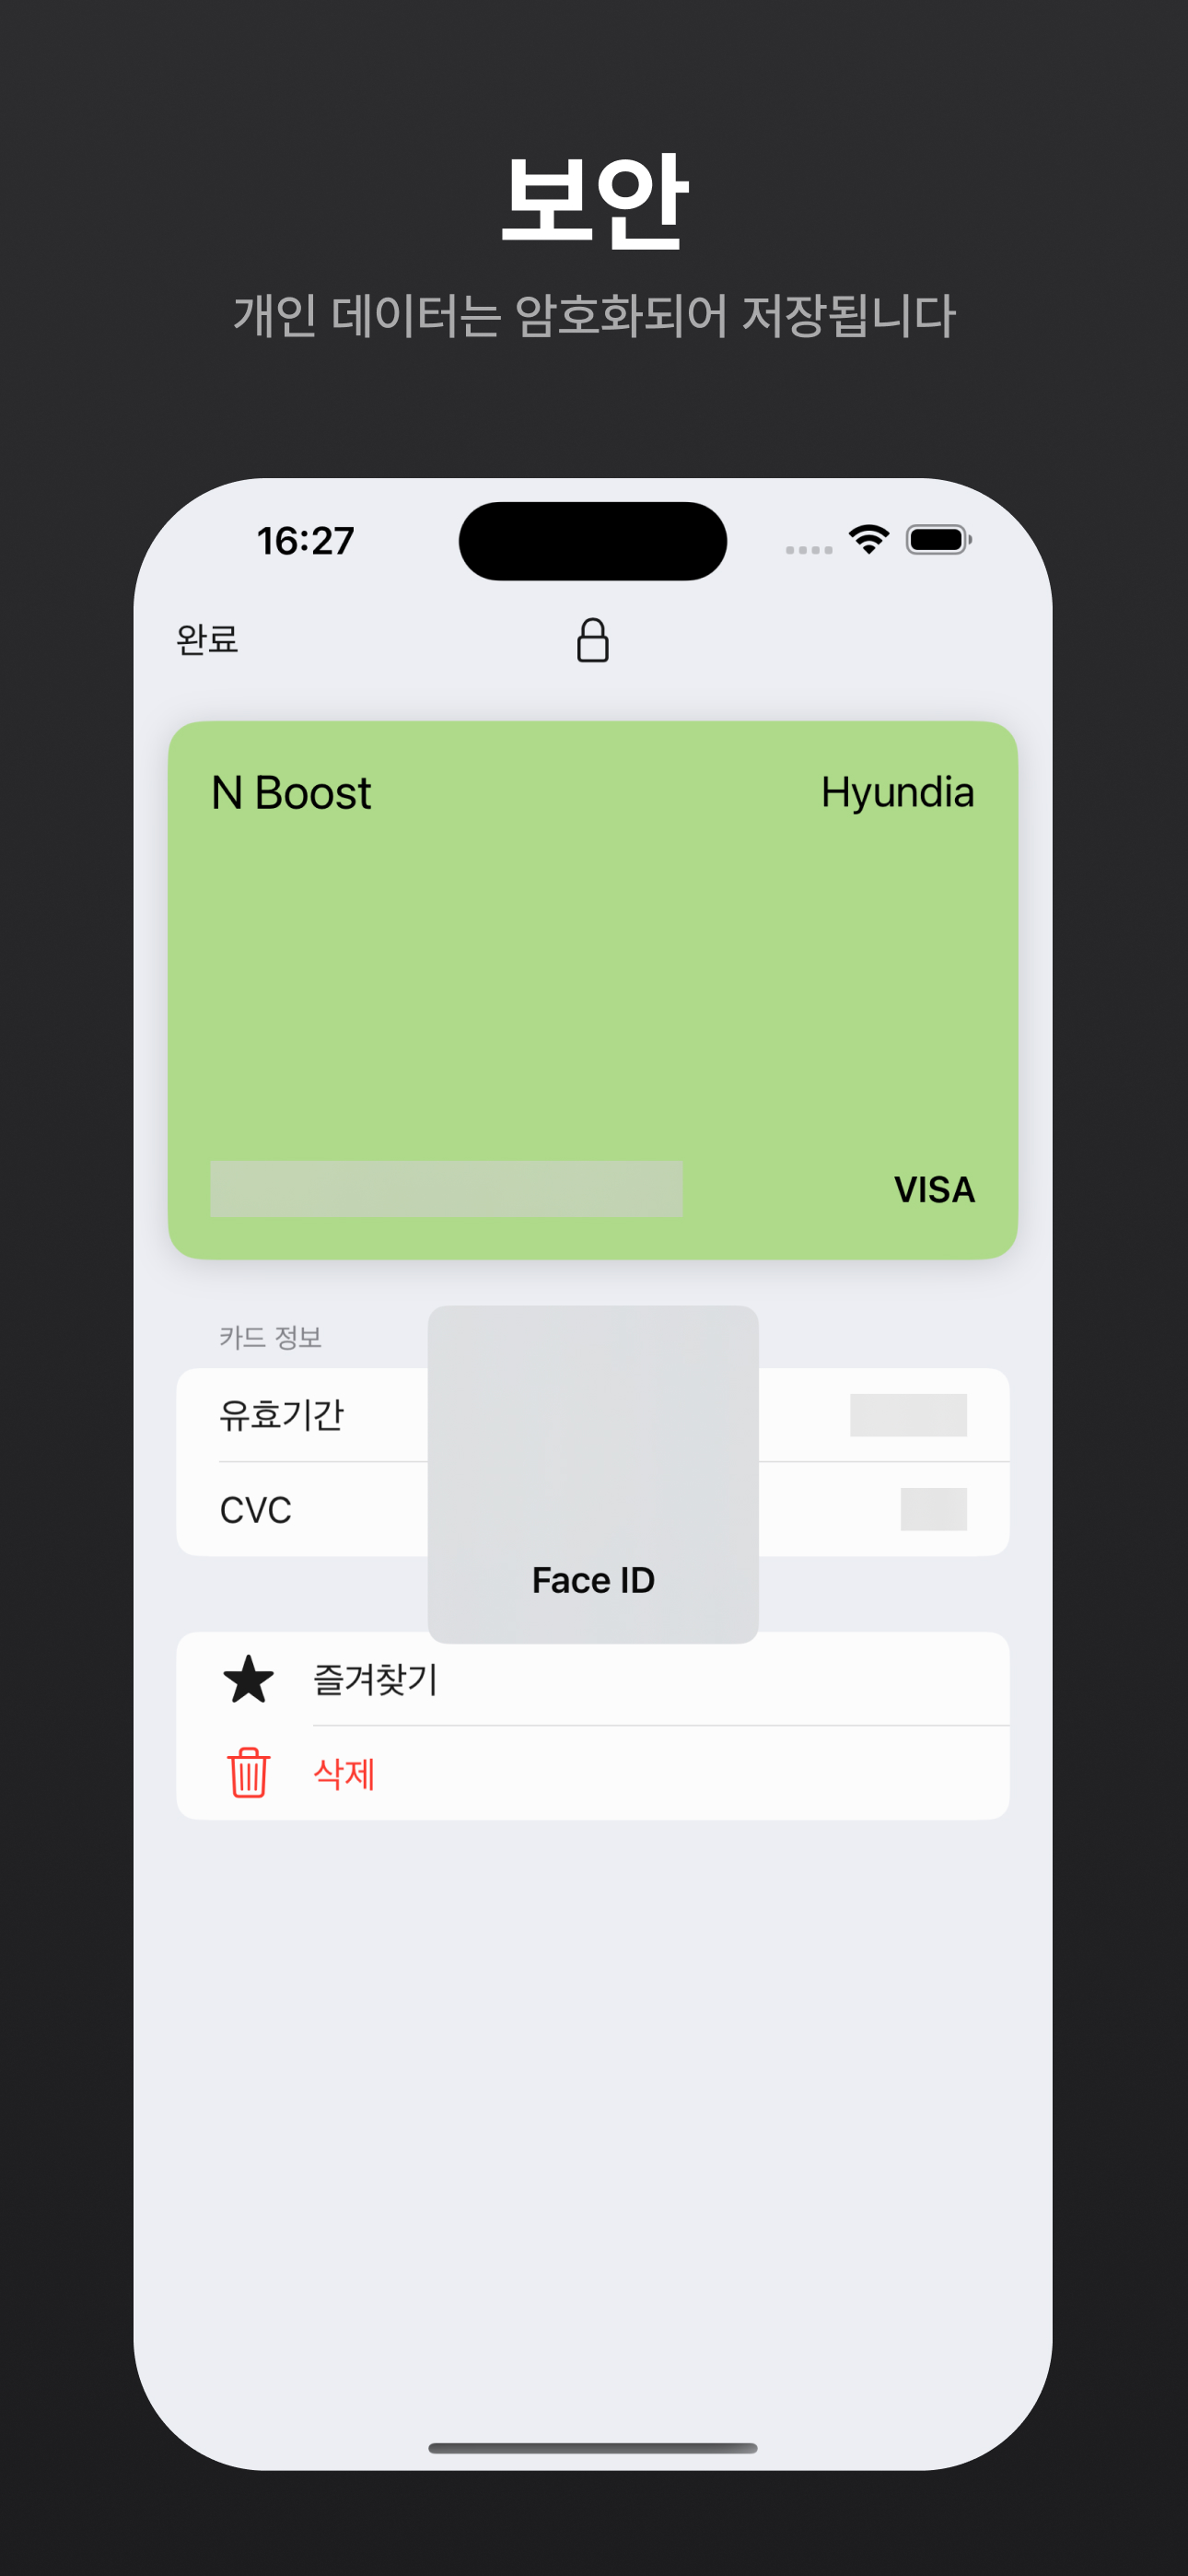 보안
개인 데이터는 암호화되어 저장됩니다
16:27
완료
N Boost
Hyundia
VISA
카드 정보
유효기간
CVC
Face ID
즐겨찾기
삭제